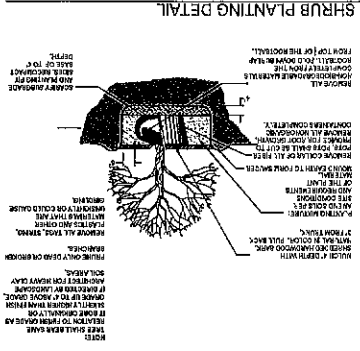 SHRUB PLANTING DETAIL
REMOVE ALL
NONBIODEGRADABLE MATERIALS
COMPLETELY FROM THE
ROOTBALL. FOLD DOWN BURLAP
FROM TOP ⅓ OF THE ROOTBALL.
SCARIFY SUBGRADE
AND PLANTING PIT
SIDES. RECOMPACT
BASE OF TO 4"
DEPTH.
REMOVE COLLAR OF ALL FIBER
POTS. POTS SHALL BE CUT TO
PROVIDE FOR ROOT GROWTH.
REMOVE ALL NONORGANIC
CONTAINERS COMPLETELY.
MOUND EARTH TO FORM SAUCER
PLANTING MIXTURE:
AMEND SOILS PER
SITE CONDITIONS
AND REQUIREMENTS
OF THE PLANT
MATERIAL.
MULCH, 4" DEPTH WITH
SHREDDED HARDWOOD BARK,
NATURAL IN COLOR. PULL BACK
3" FROM TRUNK.
REMOVE ALL TAGS, STRING,
PLASTICS AND OTHER
MATERIALS THAT ARE
UNSIGHTLY OR COULD CAUSE
GIRDLING.
PRUNE ONLY DEAD OR BROKEN
BRANCHES.
NOTE:
TREE SHALL BEAR SAME
RELATION TO FINISH GRADE AS
IT BORE ORIGINALLY OR
SLIGHTLY HIGHER THAN FINISH
GRADE UP TO 4" ABOVE GRADE,
IF DIRECTED BY LANDSCAPE
ARCHITECT FOR HEAVY CLAY
SOIL AREAS.